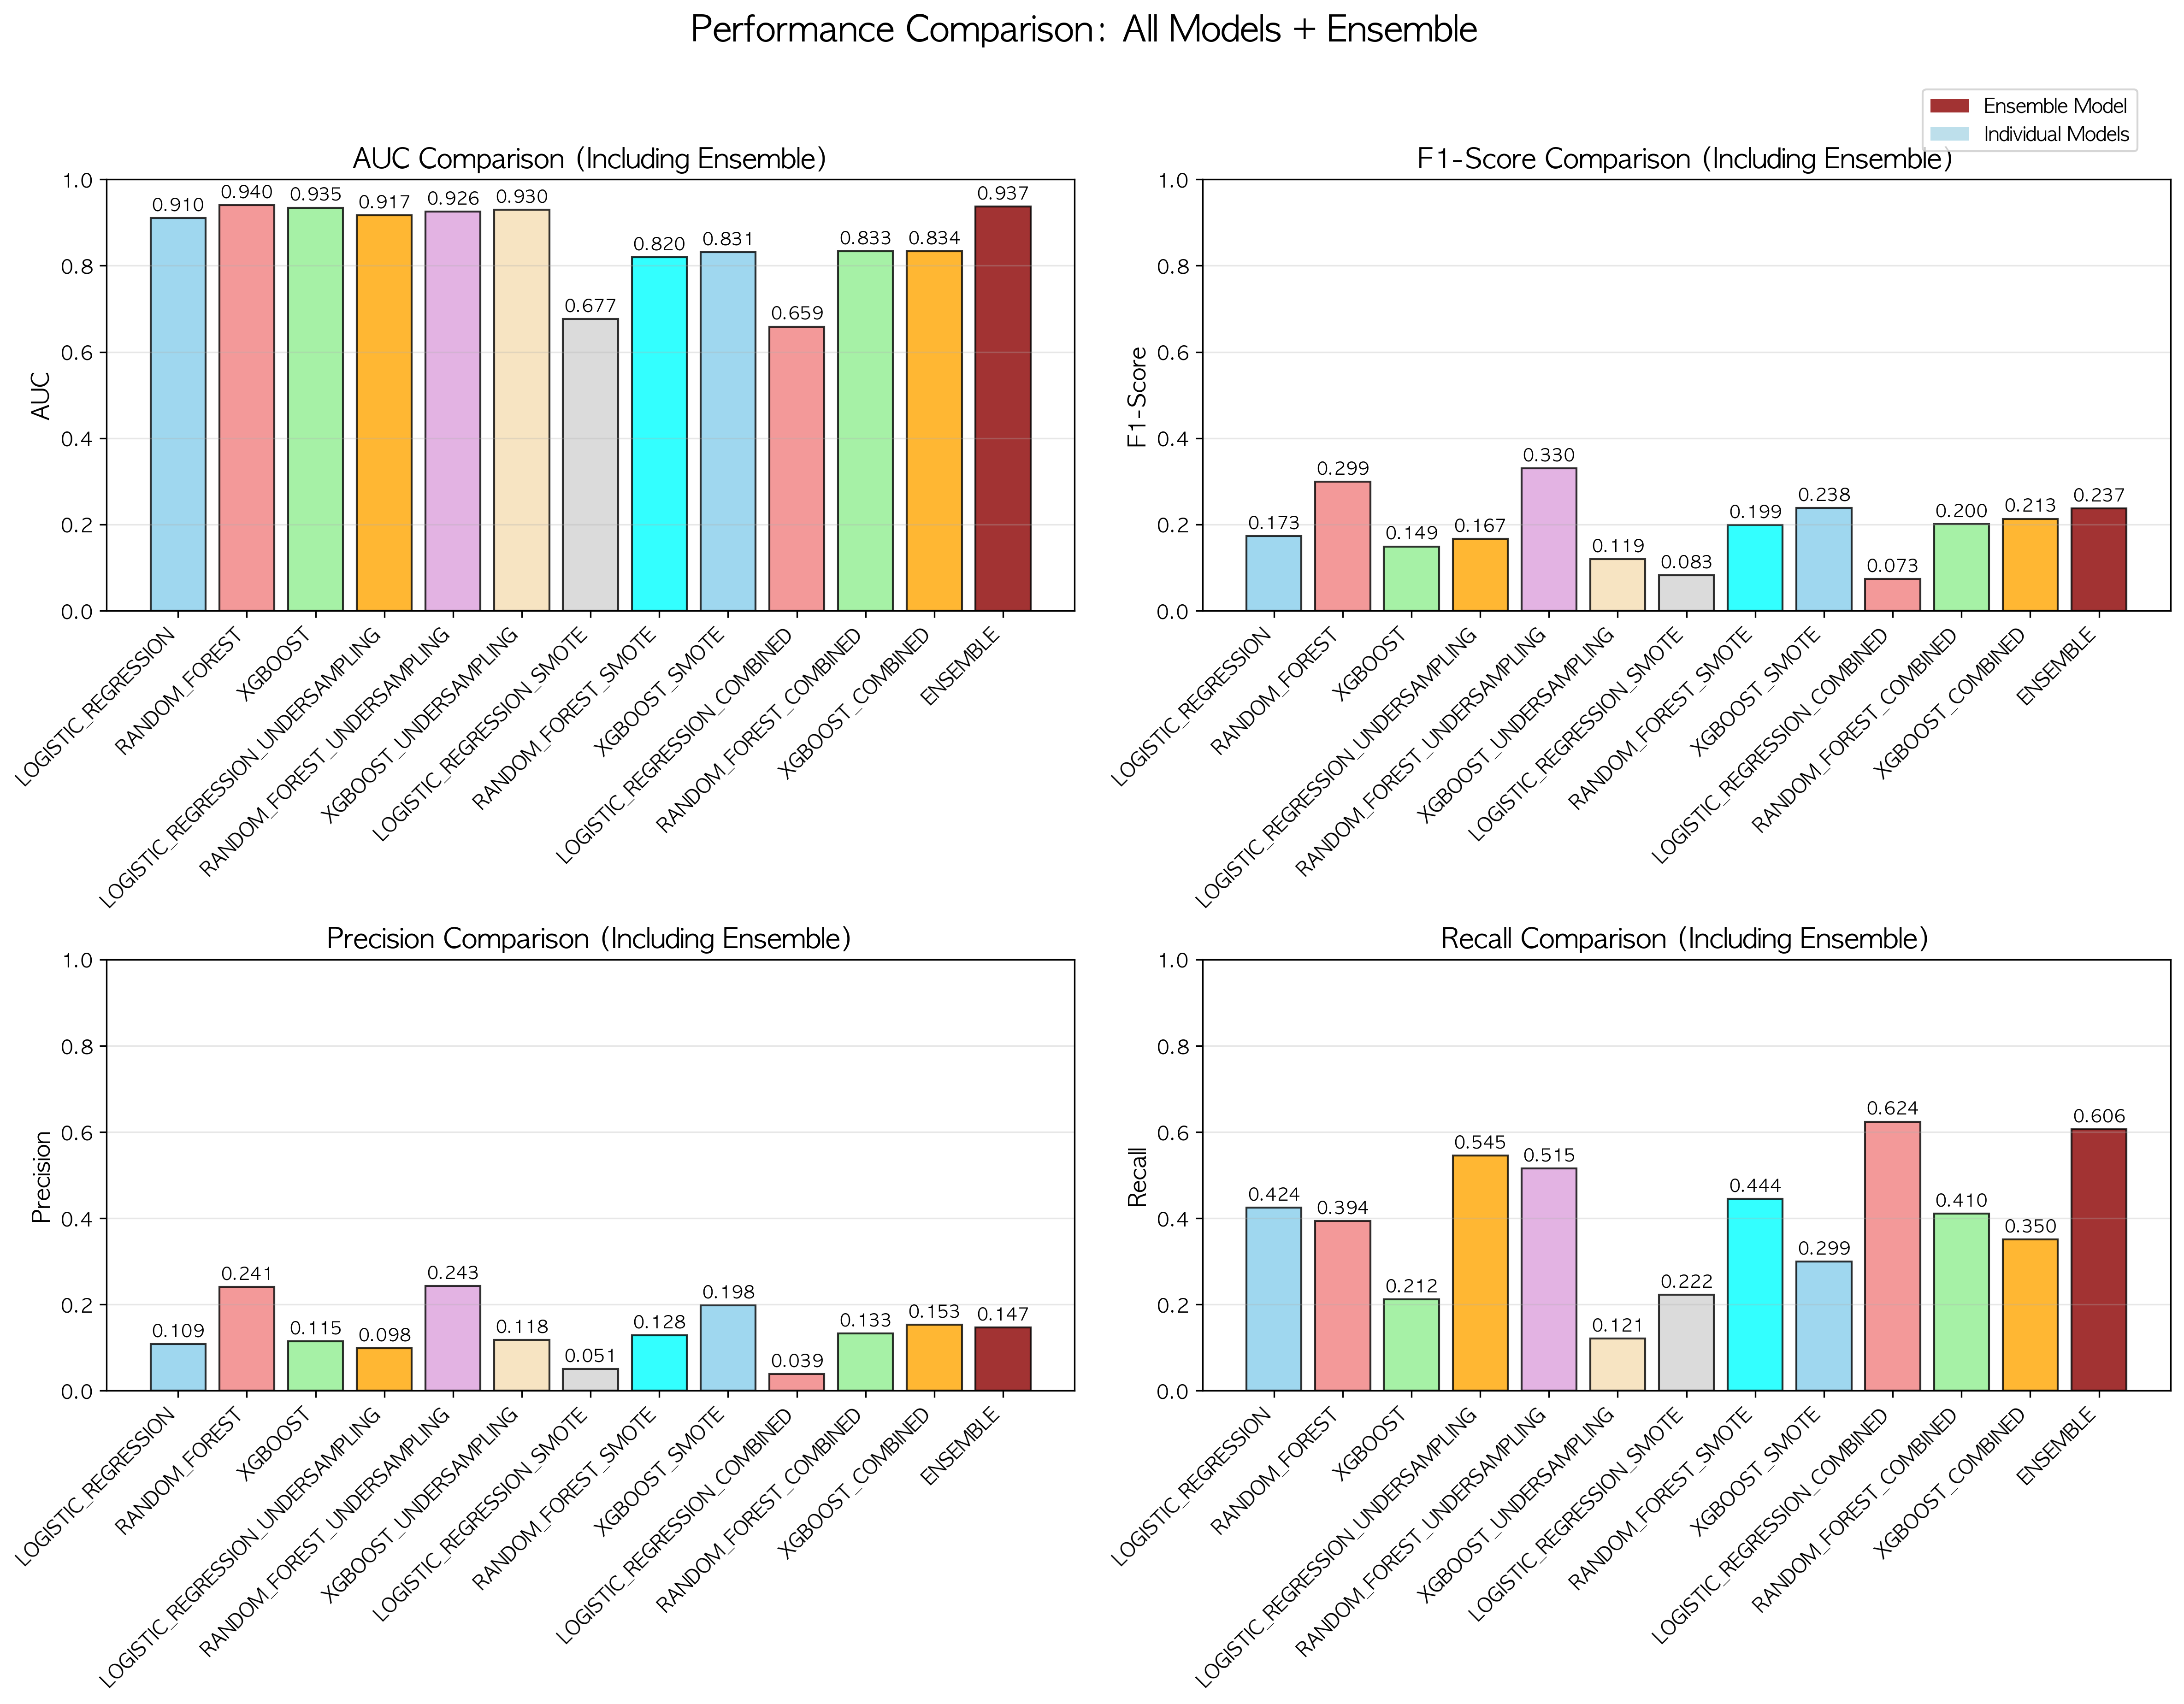 Performance Comparison: All Models + Ensemble
Ensemble Model
Individual Models
AUC Comparison (Including Ensemble)
AUC
1.0
0.8
0.6
0.4
0.2
0.0
0.910
0.940
0.935
0.917
0.926
0.930
0.677
0.820
0.831
0.659
0.833
0.834
0.937
LOGISTIC_REGRESSION
RANDOM_FOREST
XGBOOST
LOGISTIC_REGRESSION_UNDERSAMPLING
RANDOM_FOREST_UNDERSAMPLING
XGBOOST_UNDERSAMPLING
LOGISTIC_REGRESSION_SMOTE
RANDOM_FOREST_SMOTE
XGBOOST_SMOTE
LOGISTIC_REGRESSION_COMBINED
RANDOM_FOREST_COMBINED
XGBOOST_COMBINED
ENSEMBLE
F1-Score Comparison (Including Ensemble)
F1-Score
1.0
0.8
0.6
0.4
0.2
0.0
0.173
0.299
0.149
0.167
0.330
0.119
0.083
0.199
0.238
0.073
0.200
0.213
0.237
LOGISTIC_REGRESSION
RANDOM_FOREST
XGBOOST
LOGISTIC_REGRESSION_UNDERSAMPLING
RANDOM_FOREST_UNDERSAMPLING
XGBOOST_UNDERSAMPLING
LOGISTIC_REGRESSION_SMOTE
RANDOM_FOREST_SMOTE
XGBOOST_SMOTE
LOGISTIC_REGRESSION_COMBINED
RANDOM_FOREST_COMBINED
XGBOOST_COMBINED
ENSEMBLE
Precision Comparison (Including Ensemble)
Precision
1.0
0.8
0.6
0.4
0.2
0.0
0.109
0.241
0.115
0.098
0.243
0.118
0.051
0.128
0.198
0.039
0.133
0.153
0.147
LOGISTIC_REGRESSION
RANDOM_FOREST
XGBOOST
LOGISTIC_REGRESSION_UNDERSAMPLING
RANDOM_FOREST_UNDERSAMPLING
XGBOOST_UNDERSAMPLING
LOGISTIC_REGRESSION_SMOTE
RANDOM_FOREST_SMOTE
XGBOOST_SMOTE
LOGISTIC_REGRESSION_COMBINED
RANDOM_FOREST_COMBINED
XGBOOST_COMBINED
ENSEMBLE
Recall Comparison (Including Ensemble)
Recall
1.0
0.8
0.6
0.4
0.2
0.0
0.424
0.394
0.212
0.545
0.515
0.121
0.222
0.444
0.299
0.624
0.410
0.350
0.606
LOGISTIC_REGRESSION
RANDOM_FOREST
XGBOOST
LOGISTIC_REGRESSION_UNDERSAMPLING
RANDOM_FOREST_UNDERSAMPLING
XGBOOST_UNDERSAMPLING
LOGISTIC_REGRESSION_SMOTE
RANDOM_FOREST_SMOTE
XGBOOST_SMOTE
LOGISTIC_REGRESSION_COMBINED
RANDOM_FOREST_COMBINED
XGBOOST_COMBINED
ENSEMBLE